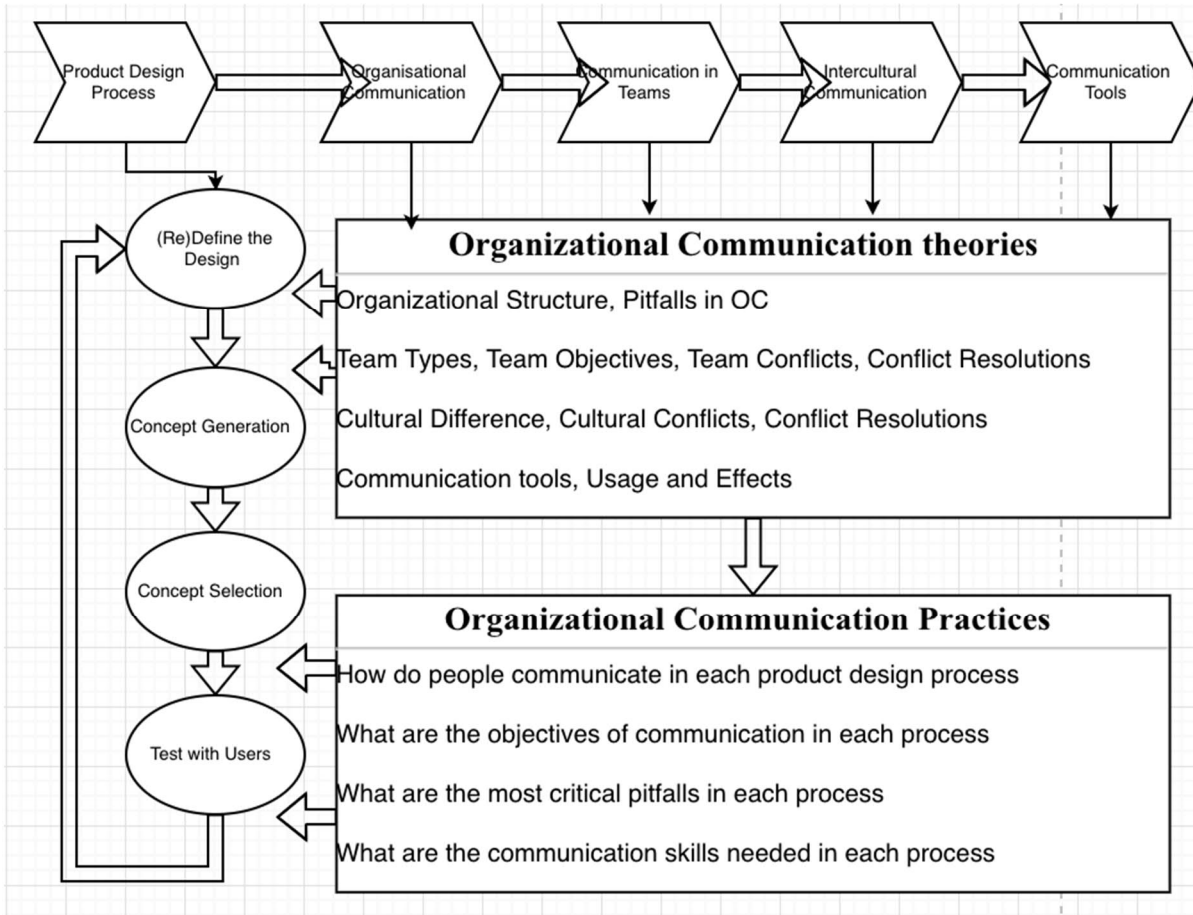 Product Design
Process
Organisational
Communication
Communication in
Teams
Intercultural
Communication
Communication
Tools
(Re)Define the
Design
Concept Generation
Concept Selection
Test with Users
Organizational Communication theories
Organizational Structure, Pitfalls in OC
Team Types, Team Objectives, Team Conflicts, Conflict Resolutions
Cultural Difference, Cultural Conflicts, Conflict Resolutions
Communication tools, Usage and Effects
Organizational Communication Practices
How do people communicate in each product design process
What are the objectives of communication in each process
What are the most critical pitfalls in each process
What are the communication skills needed in each process